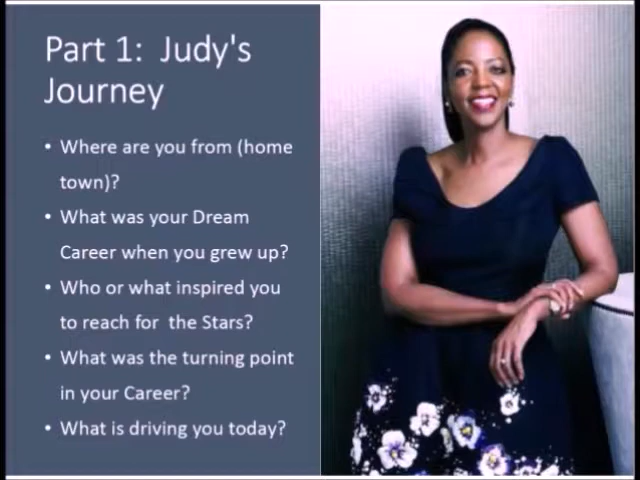 Part 1: Judy's
Journey
• Where are you from (home
town)?
• What was your Dream
Career when you grew up?
• Who or what inspired you
to reach for the Stars?
• What was the turning point
in your Career?
• What is driving you today?